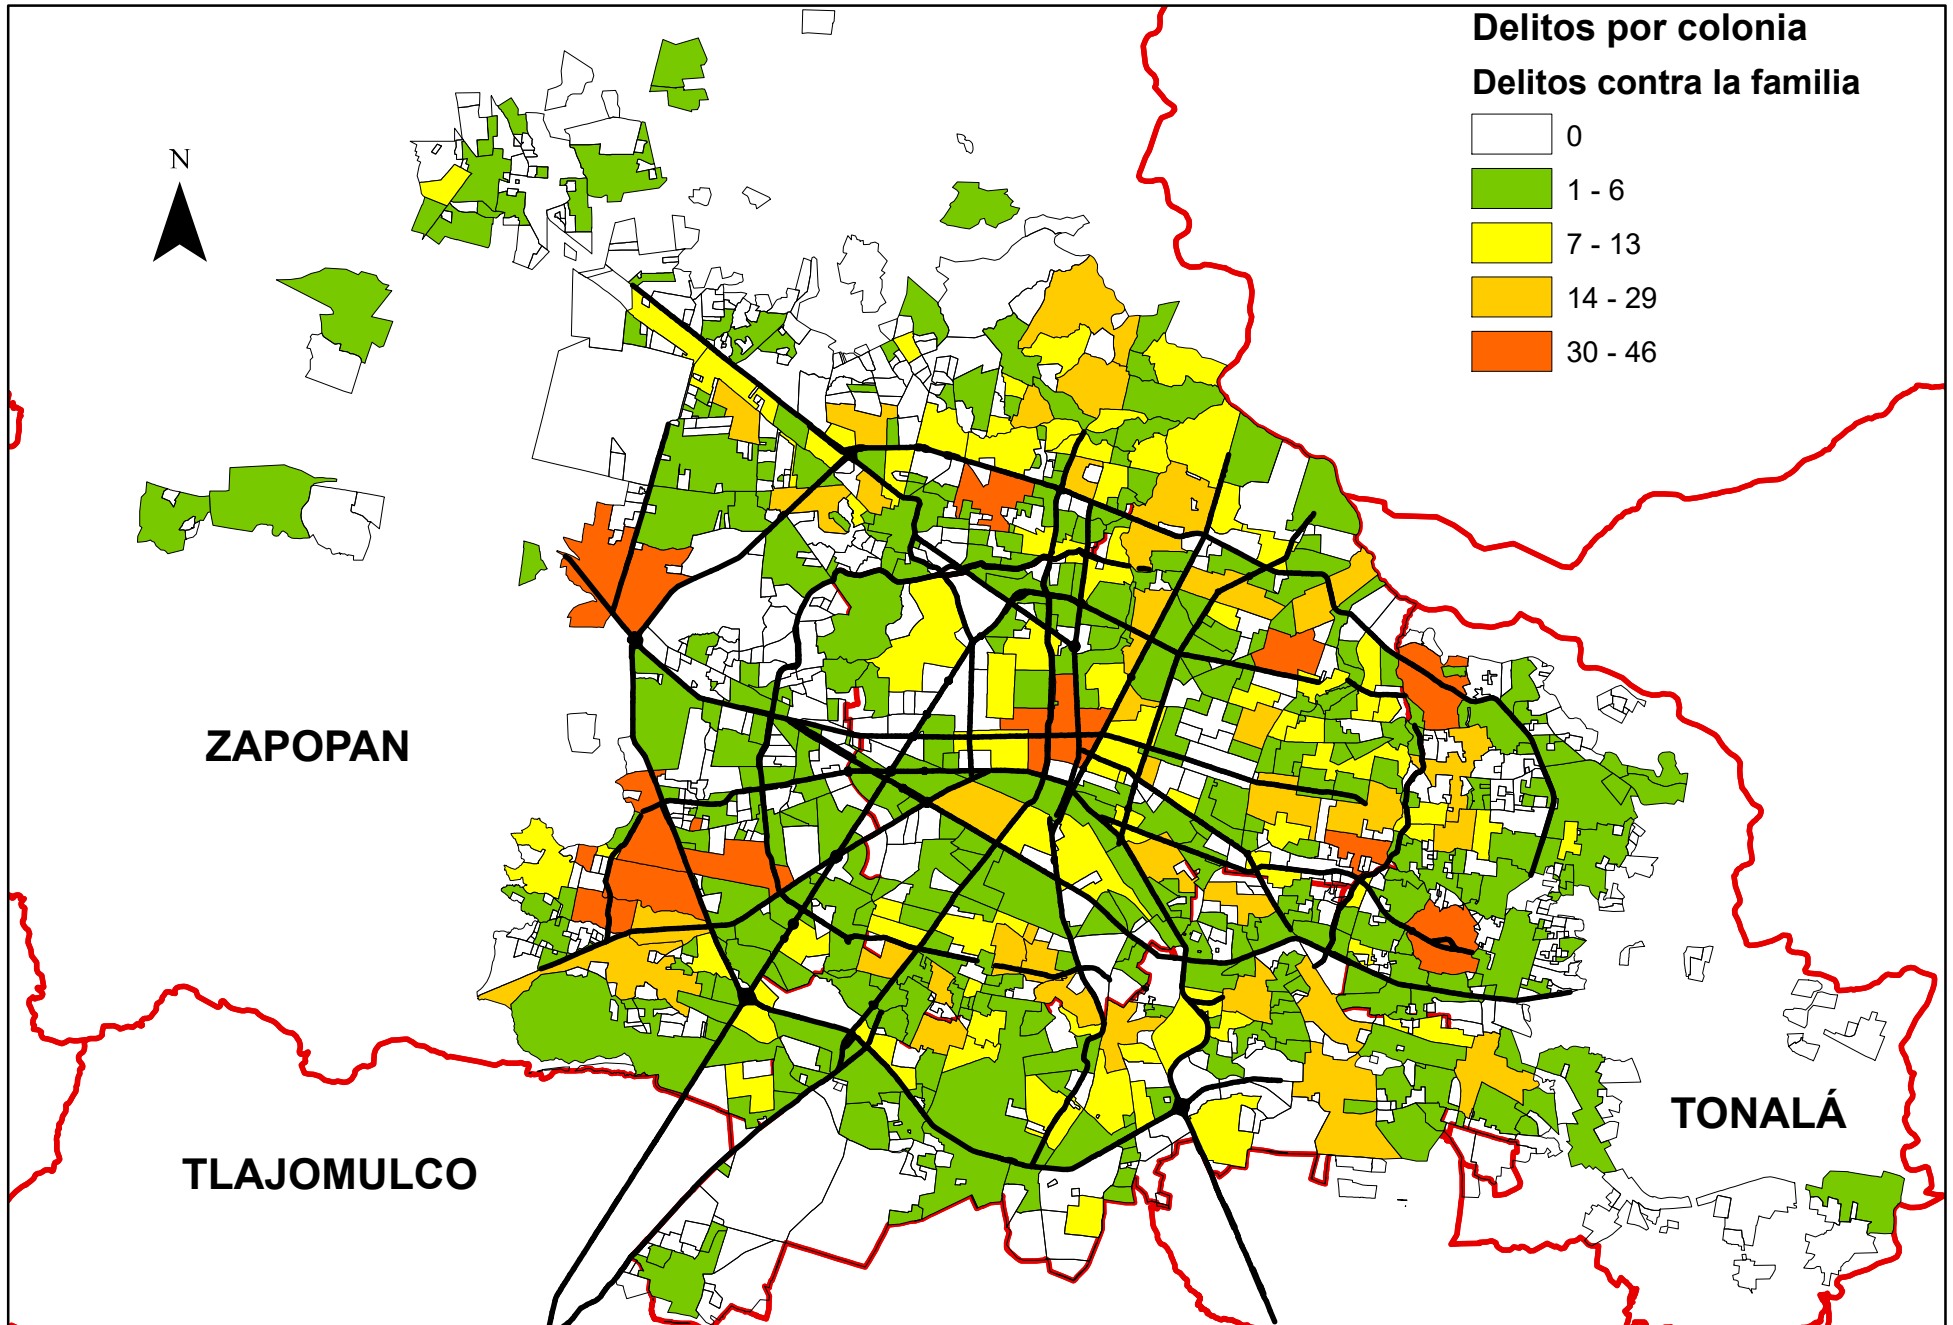 Delitos por colonia
Delitos contra la familia
0
1 - 6
7 - 13
14 - 29
30 - 46
N
ZAPOPAN
TONALÁ
TLAJOMULCO